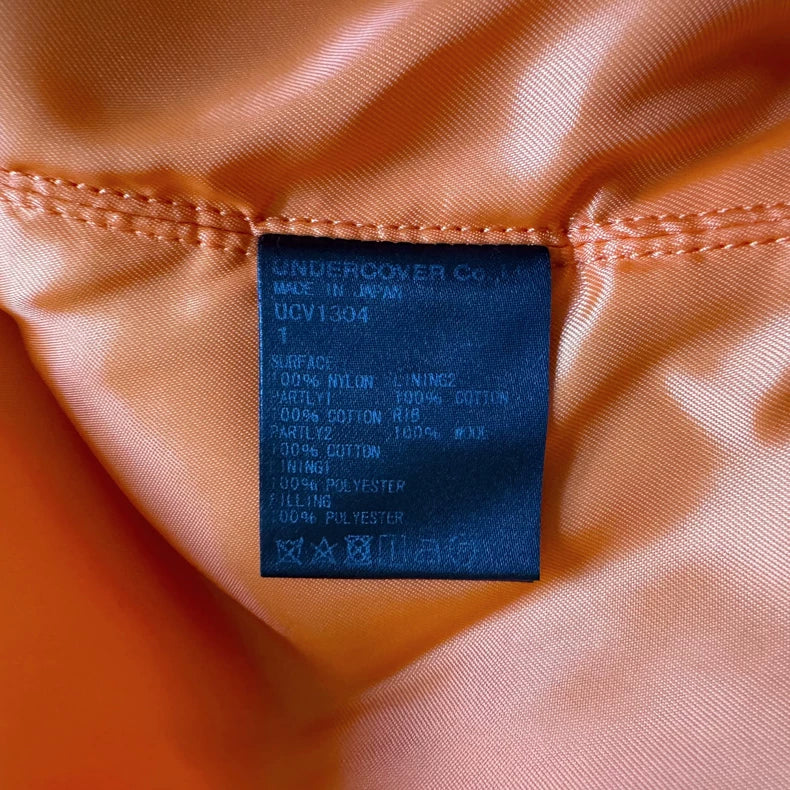 UNDERCOVER Co.,
MADE IN JAPAN
UCV1304
1
SURFACE
100% NYLON
PARTLY1
100% COTTON
PARTLY2
100% COTTON
LINING1
100% POLYESTER
FILLING
100% POLYESTER
LINING2
100% COTTON
RIB
100% WOOL